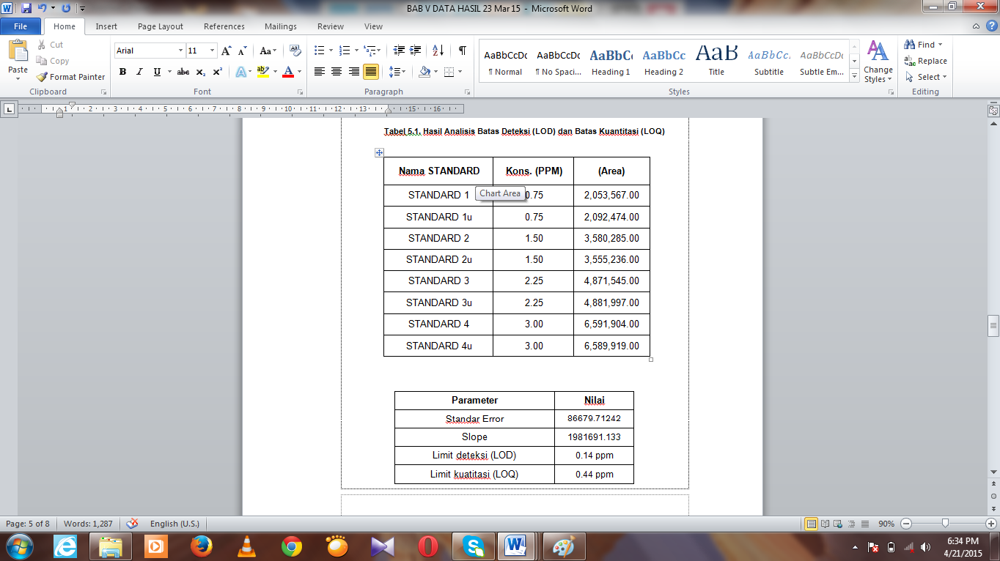 BAB V DATA HASIL 23 Mar 15 - Microsoft Word
File Home Insert Page Layout References Mailings Review View
Paste
Cut
Copy
Format Painter
Clipboard
Arial 11
Font
Paragraph
AaBbCcDc AaBbCcDc AaBbCc AaBbCc AaB AaBbCc. AaBbCcDc
¶ Normal ¶ No Spaci... Heading 1 Heading 2 Title Subtitle Subtle Em...
Change Styles
Styles
Find
Replace
Select
Editing
1 2 3 4 5 6 7 8 9 10 11 12 13 15 16
Tabel 5.1. Hasil Analisis Batas Deteksi (LOD) dan Batas Kuantitasi (LOQ)
Nama STANDARD Kons. (PPM) (Area)
STANDARD 1 0.75 2,053,567.00
Chart Area
STANDARD 1u 0.75 2,092,474.00
STANDARD 2 1.50 3,580,285.00
STANDARD 2u 1.50 3,555,236.00
STANDARD 3 2.25 4,871,545.00
STANDARD 3u 2.25 4,881,997.00
STANDARD 4 3.00 6,591,904.00
STANDARD 4u 3.00 6,589,919.00
Parameter Nilai
Standar Error 86679.71242
Slope 1981691.133
Limit deteksi (LOD) 0.14 ppm
Limit kuatitasi (LOQ) 0.44 ppm
Page: 5 of 8 Words: 1,287 English (U.S.) 90%
6:34 PM
4/21/2015